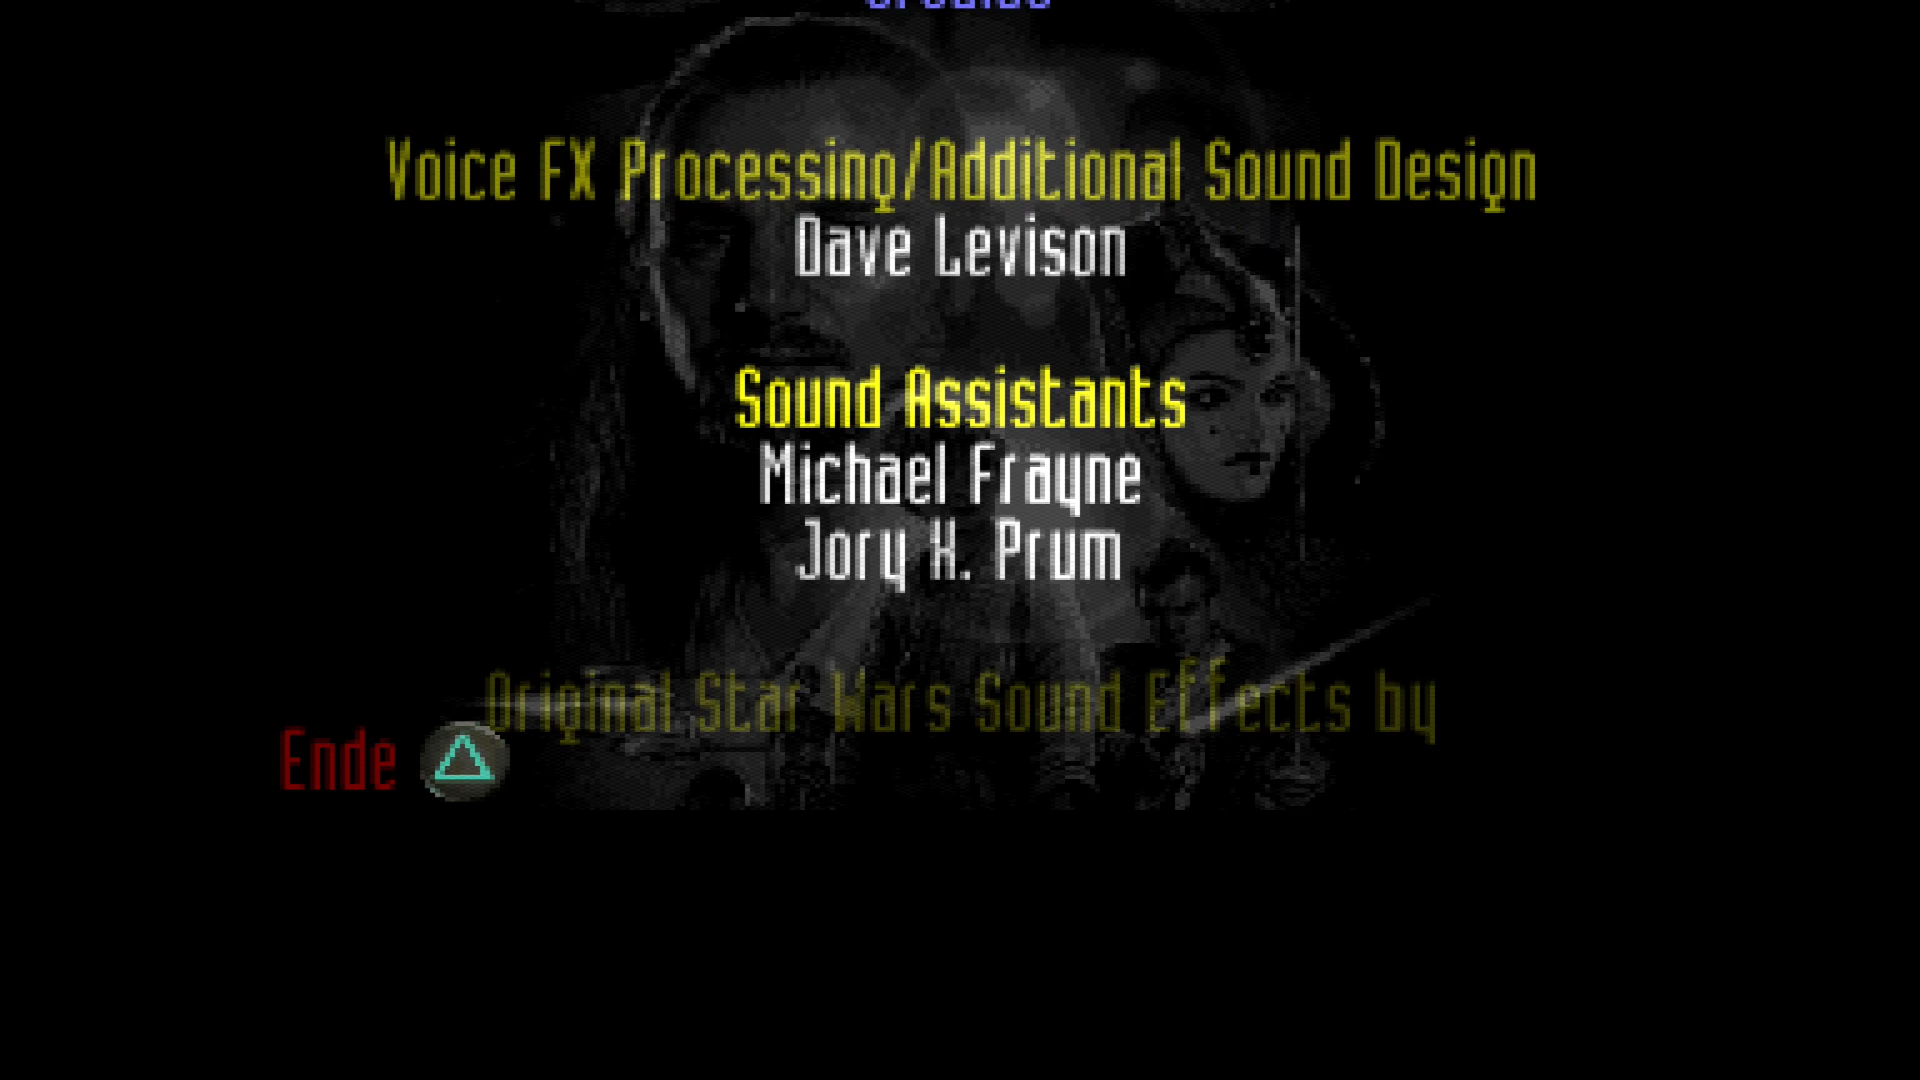 Credits
Voice FX Processing/Additional Sound Design
Dave Levison
Sound Assistants
Michael Frayne
Jory K. Prum
Original Star Wars Sound Effects by
Ende